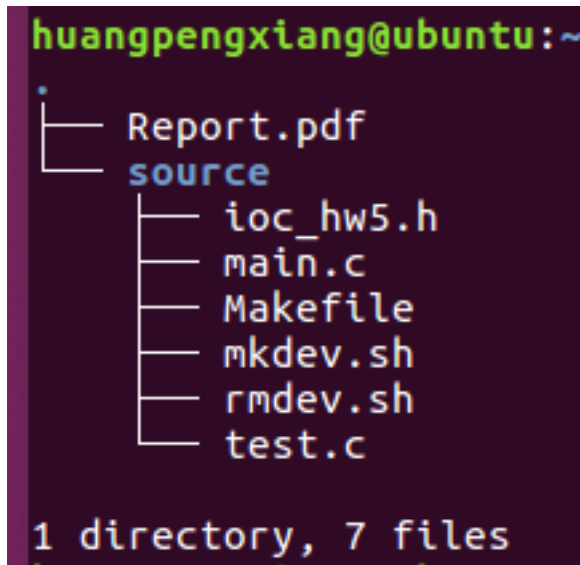 huangpengxiang@ubuntu:~
.
├── Report.pdf
└── source
    ├── ioc_hw5.h
    ├── main.c
    ├── Makefile
    ├── mkdev.sh
    ├── rmdev.sh
    └── test.c
1 directory, 7 files